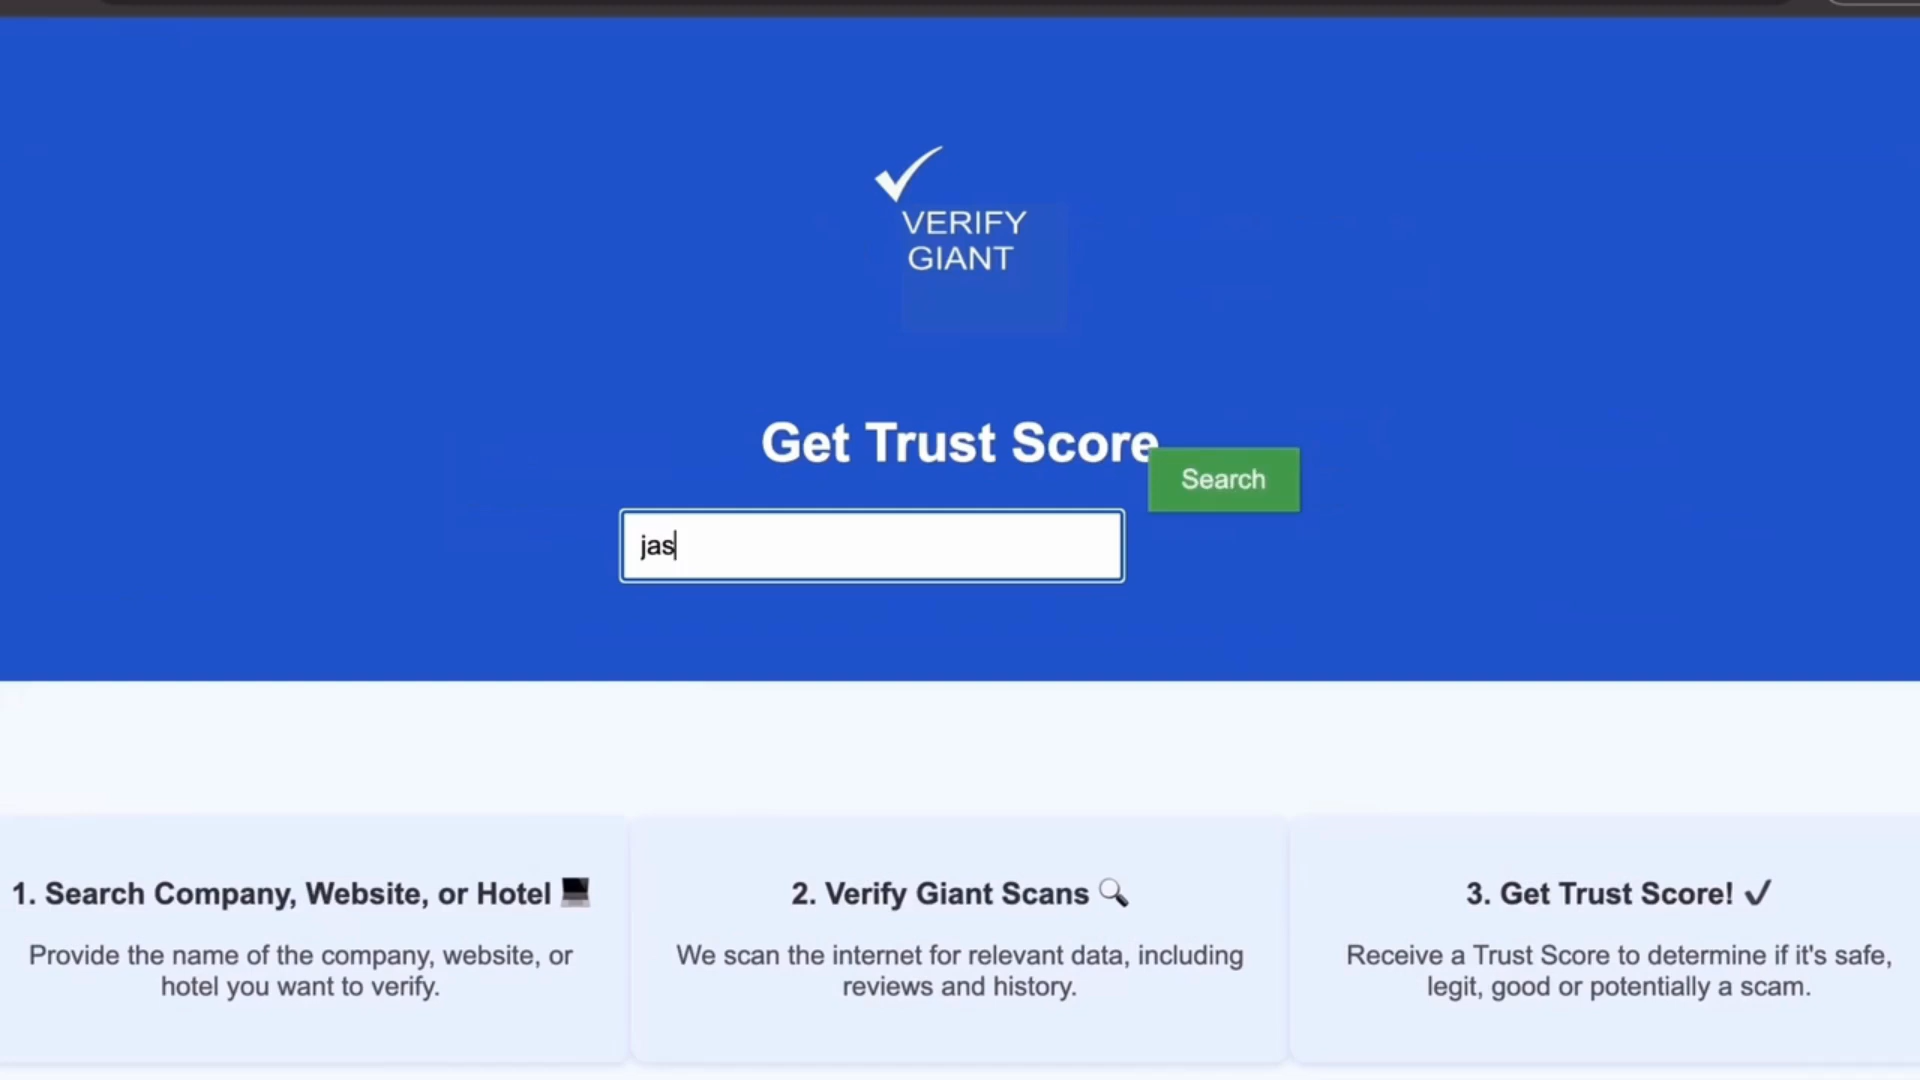 VERIFY
GIANT
Get Trust Score
Search
jas
1. Search Company, Website, or Hotel 💻
Provide the name of the company, website, or
hotel you want to verify.
2. Verify Giant Scans 🔍
We scan the internet for relevant data, including
reviews and history.
3. Get Trust Score! ✓
Receive a Trust Score to determine if it's safe,
legit, good or potentially a scam.